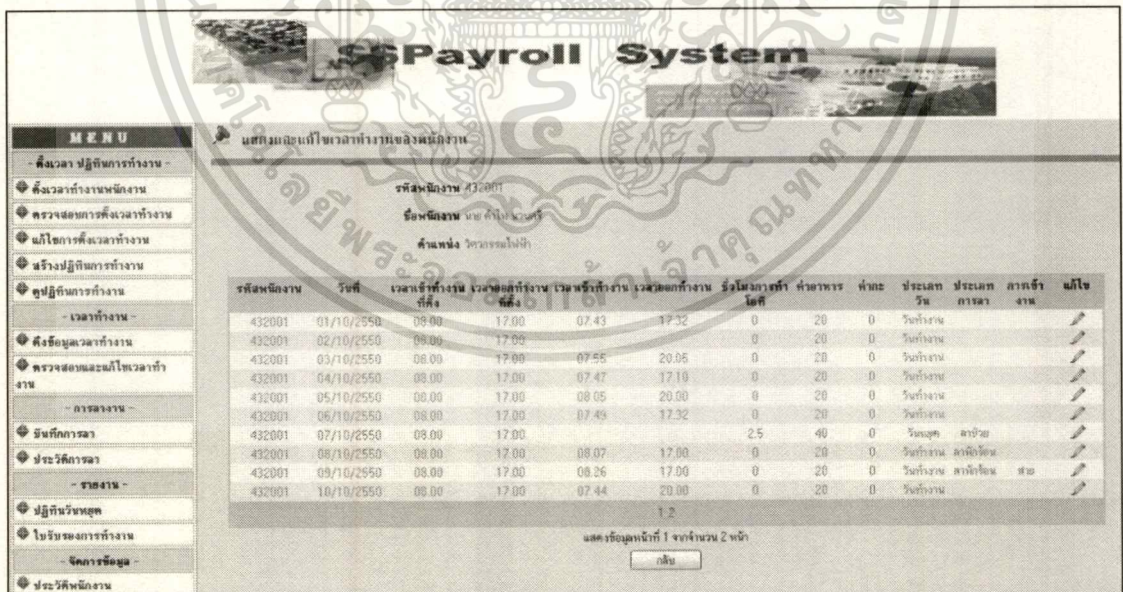 SSPayroll System
MENU
แสดงและแก้ไขเวลาทำงานของพนักงาน
- ตั้งเวลา ปฏิทินการทำงาน -
ตั้งเวลาทำงานพนักงาน
ตรวจสอบการตั้งเวลาทำงาน
แก้ไขการตั้งเวลาทำงาน
สร้างปฏิทินการทำงาน
ดูปฏิทินการทำงาน
- เวลาทำงาน -
ดึงข้อมูลเวลาทำงาน
ตรวจสอบและแก้ไขเวลาทำ
งาน
- การลางาน -
บันทึกการลา
ประวัติการลา
- รายงาน -
ปฏิทินวันหยุด
ใบรับรองการทำงาน
- จัดการข้อมูล -
ประวัติพนักงาน
รหัสพนักงาน 432001
ชื่อพนักงาน นาย
ตำแหน่ง วิศวกรรมไฟฟ้า
รหัสพนักงาน วันที่ เวลาเข้าทำงาน เวลาออกทำงาน เวลาเข้าทำงาน เวลาออกทำงาน ชั่วโมงการทำ ค่าอาหาร ค่ากะ ประเภท ประเภท การเข้า แก้ไข
ที่ตั้ง ที่ตั้ง โอที วัน การลา งาน
432001 01/10/2550 08.00 17.00 07.43 17.32 0 20 0 วันทำงาน
432001 02/10/2550 08.00 17.00 0 20 0 วันทำงาน
432001 03/10/2550 08.00 17.00 07.55 20.05 0 20 0 วันทำงาน
432001 04/10/2550 08.00 17.00 07.47 17.10 0 20 0 วันทำงาน
432001 05/10/2550 08.00 17.00 08.05 20.00 0 20 0 วันทำงาน
432001 06/10/2550 08.00 17.00 07.49 17.32 0 20 0 วันทำงาน
432001 07/10/2550 08.00 17.00 2.5 40 0 วันหยุด ลาป่วย
432001 08/10/2550 08.00 17.00 08.07 17.00 0 20 0 วันทำงาน ลาพักร้อน
432001 09/10/2550 08.00 17.00 08.26 17.00 0 20 0 วันทำงาน ลาพักร้อน สาย
432001 10/10/2550 08.00 17.00 07.44 20.00 0 20 0 วันทำงาน
1 2
แสดงข้อมูลหน้าที่ 1 จากจำนวน 2 หน้า
กลับ